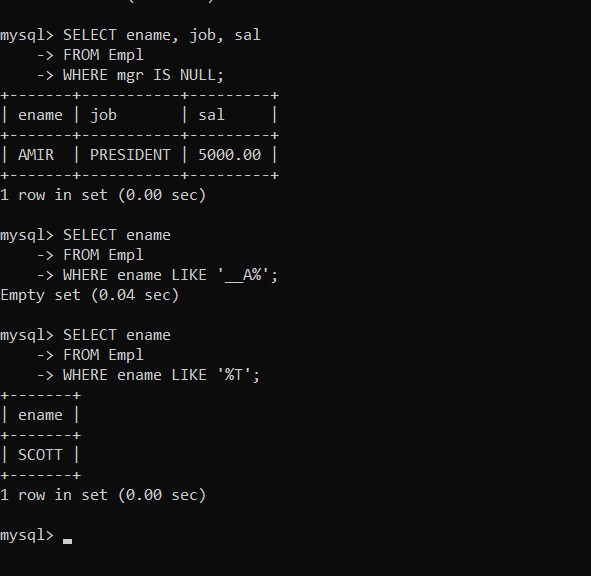 mysql> SELECT ename, job, sal
    -> FROM Empl
    -> WHERE mgr IS NULL;
+-------+-----------+---------+
| ename | job       | sal     |
+-------+-----------+---------+
| AMIR  | PRESIDENT | 5000.00 |
+-------+-----------+---------+
1 row in set (0.00 sec)

mysql> SELECT ename
    -> FROM Empl
    -> WHERE ename LIKE '__A%';
Empty set (0.04 sec)

mysql> SELECT ename
    -> FROM Empl
    -> WHERE ename LIKE '%T';
+-------+
| ename |
+-------+
| SCOTT |
+-------+
1 row in set (0.00 sec)

mysql>